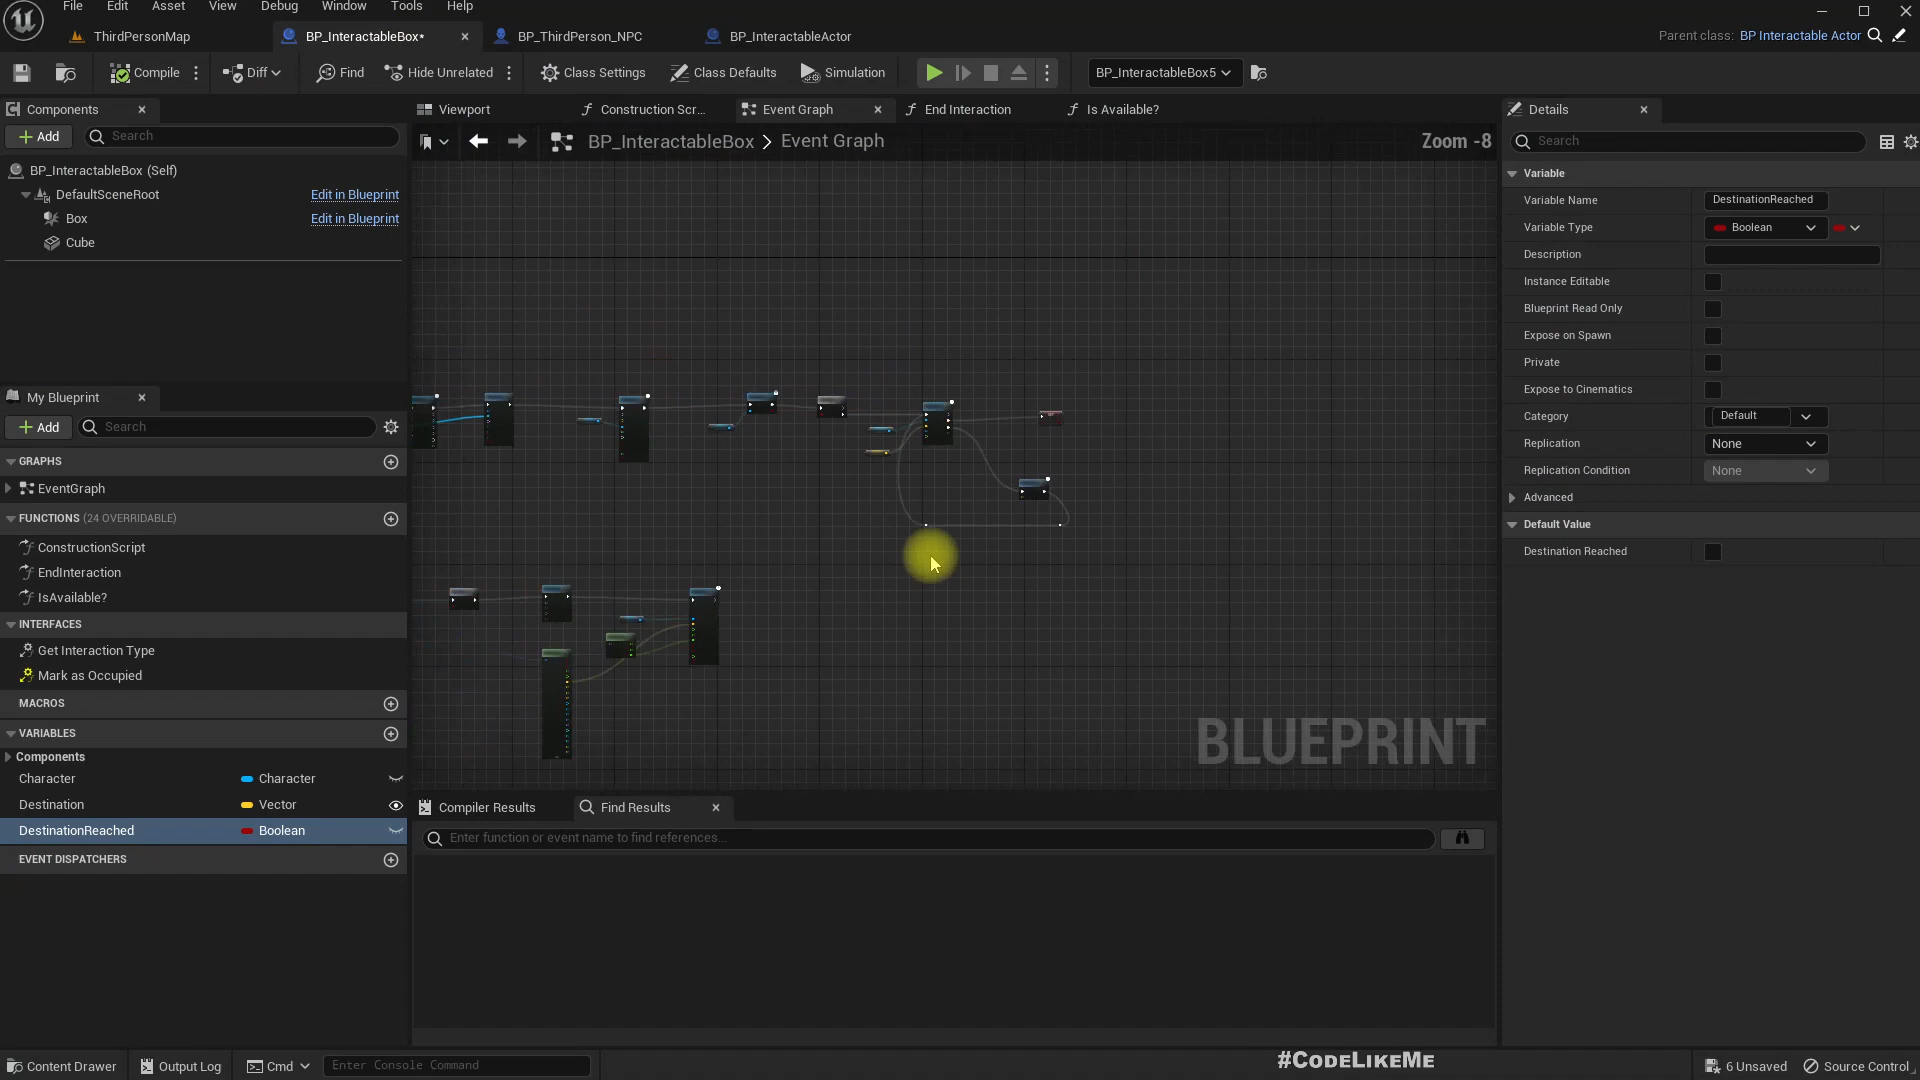 File Edit Asset View Debug Window Tools Help
ThirdPersonMap BP_InteractableBox* BP_ThirdPerson_NPC BP_InteractableActor Parent class: BP Interactable Actor
Compile Diff Find Hide Unrelated Class Settings Class Defaults Simulation BP_InteractableBox5
Components Viewport Construction Scr... Event Graph End Interaction Is Available? Details
Add Search BP_InteractableBox > Event Graph Zoom -8 Search
BP_InteractableBox (Self)
DefaultSceneRoot Edit in Blueprint
Box Edit in Blueprint
Cube
My Blueprint
Add Search
GRAPHS
EventGraph
FUNCTIONS (24 OVERRIDABLE)
ConstructionScript
EndInteraction
IsAvailable?
INTERFACES
Get Interaction Type
Mark as Occupied
MACROS
VARIABLES
Components
Character Character
Destination Vector
DestinationReached Boolean
EVENT DISPATCHERS
BLUEPRINT
Compiler Results Find Results
Enter function or event name to find references...
Variable
Variable Name DestinationReached
Variable Type Boolean
Description
Instance Editable
Blueprint Read Only
Expose on Spawn
Private
Expose to Cinematics
Category Default
Replication None
Replication Condition None
Advanced
Default Value
Destination Reached
#CodeLikeMe
Content Drawer Output Log Cmd Enter Console Command 6 Unsaved Source Control